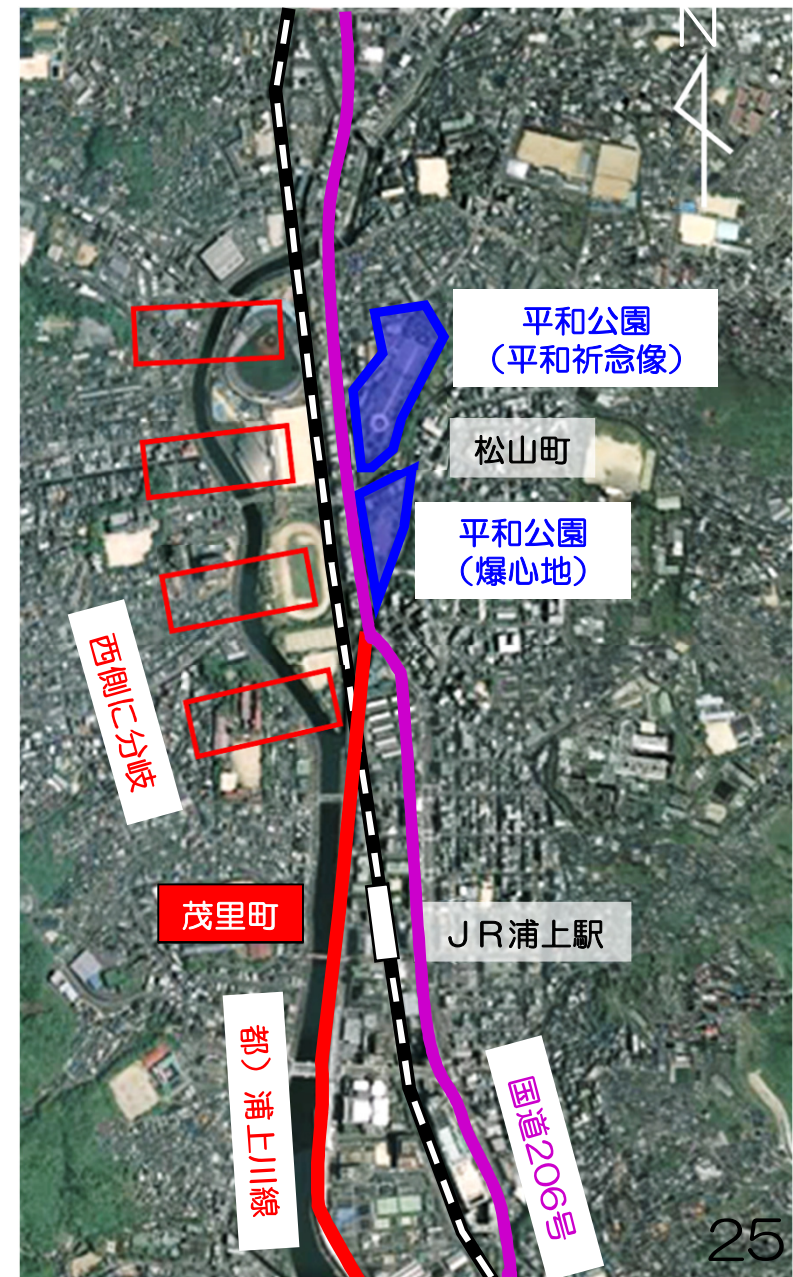 N
平和公園
（平和祈念像）
松山町
平和公園
（爆心地）
西側に分岐
茂里町
ＪＲ浦上駅
都）浦上川線
国道206号
25